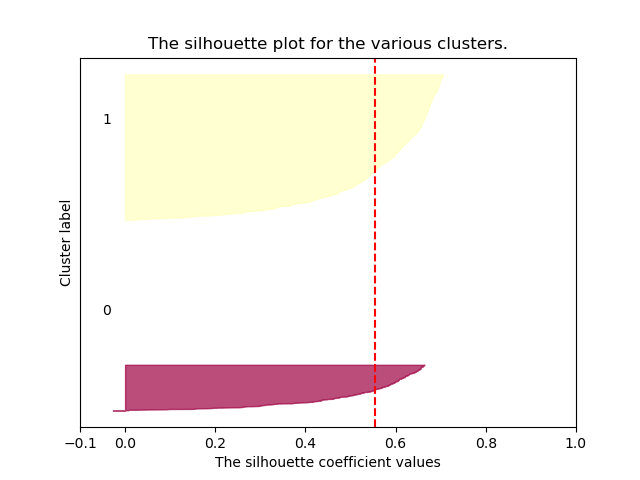 The silhouette plot for the various clusters.
1
Cluster label
0
−0.1 0.0 0.2 0.4 0.6 0.8 1.0
The silhouette coefficient values